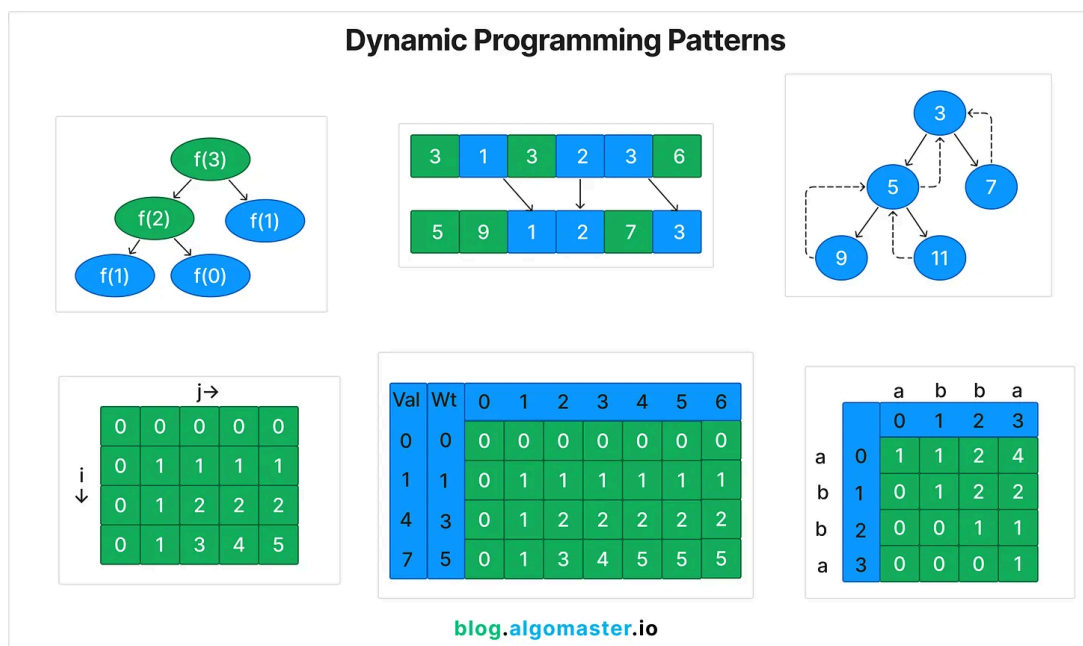 Dynamic Programming Patterns
f(3)
f(2) f(1)
f(1) f(0)
3 1 3 2 3 6
5 9 1 2 7 3
3
5 7
9 11
j→
i
↓
0 0 0 0 0
0 1 1 1 1
0 1 2 2 2
0 1 3 4 5
Val Wt 0 1 2 3 4 5 6
0 0 0 0 0 0 0 0 0
1 1 0 1 1 1 1 1 1
4 3 0 1 2 2 2 2 2
7 5 0 1 3 4 5 5 5
a b b a
0 1 2 3
a 0 1 1 2 4
b 1 0 1 2 2
b 2 0 0 1 1
a 3 0 0 0 1
blog.algomaster.io